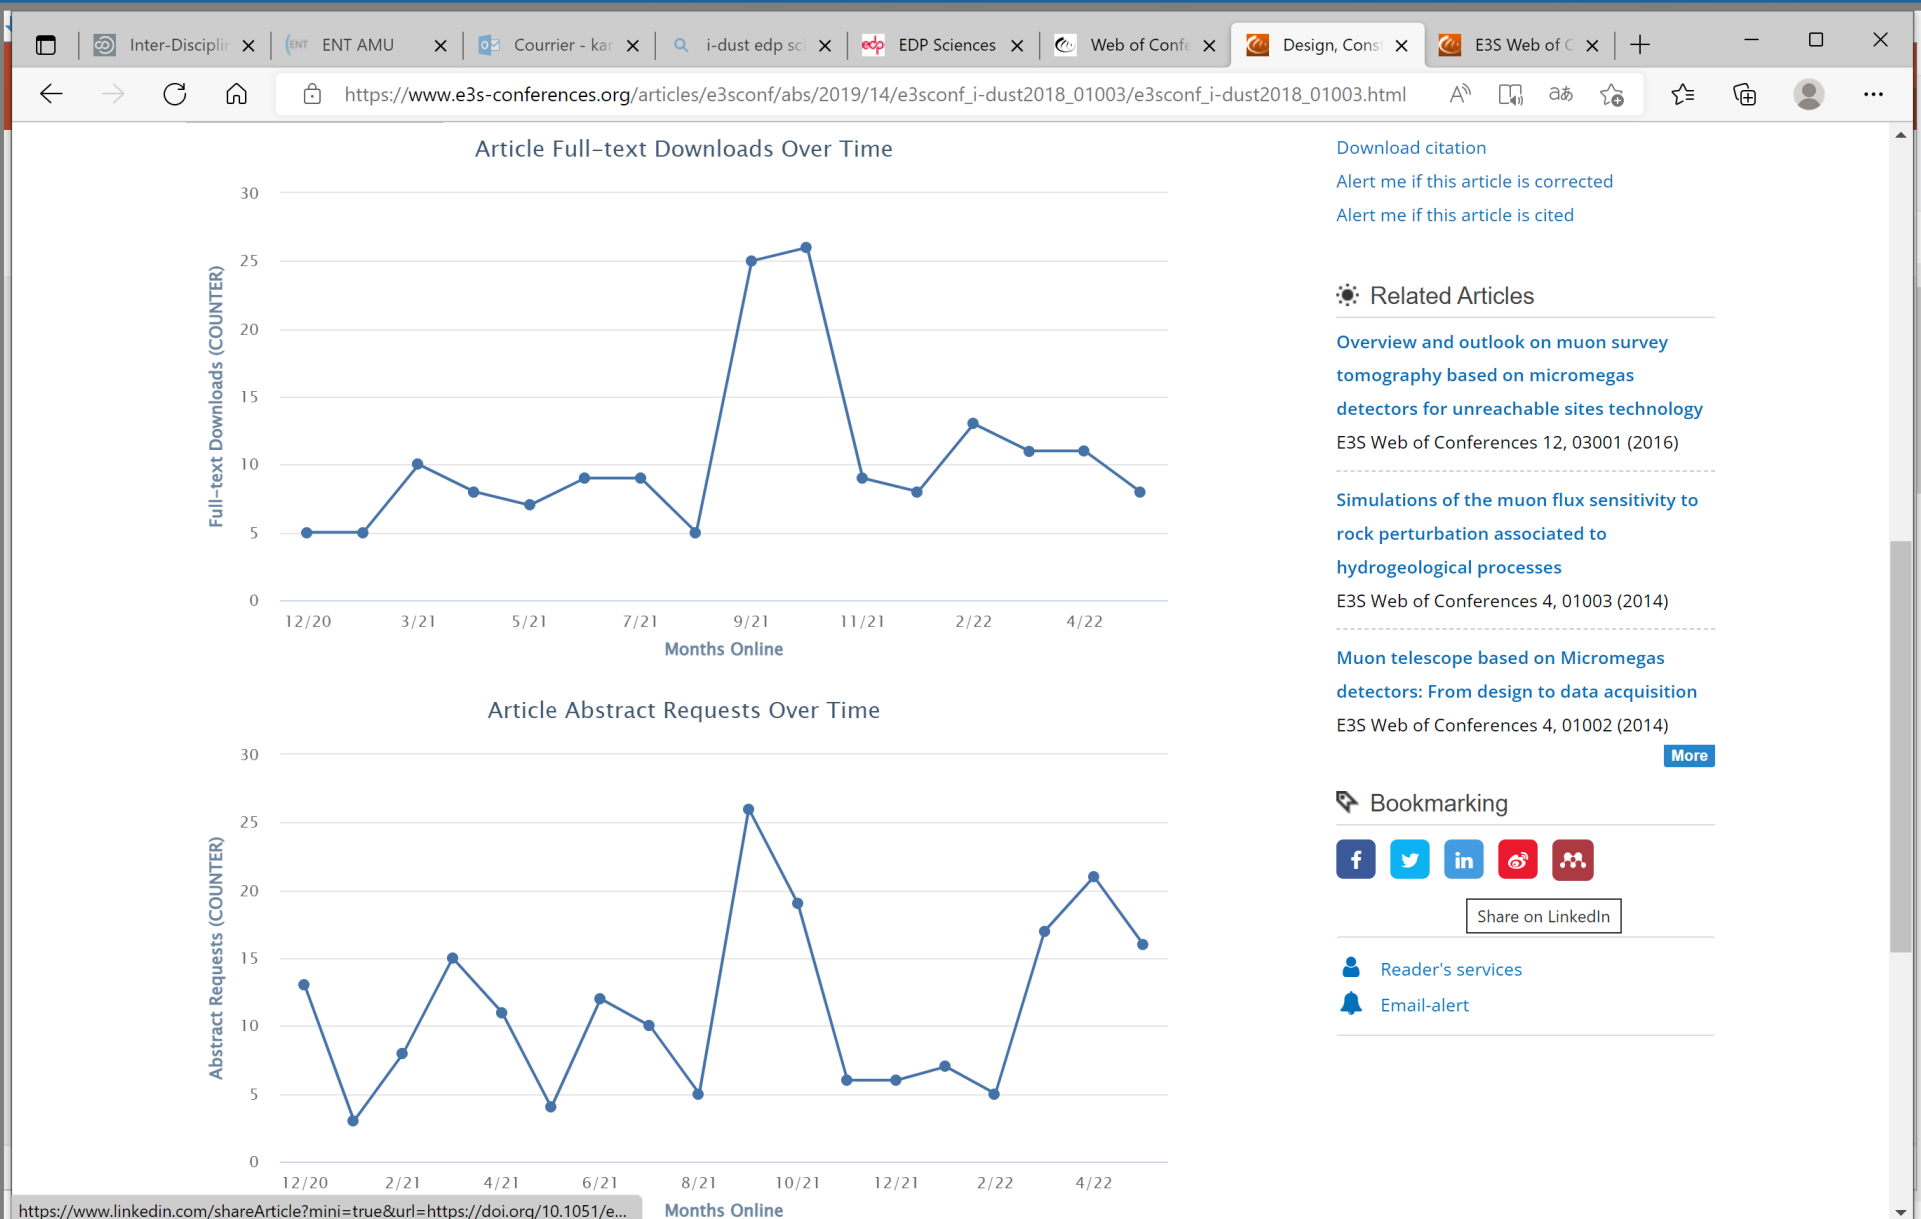 Inter-Disciplin
ENT
ENT AMU
Courrier - kar
i-dust edp sci
edp
EDP Sciences
Web of Confe
Design, Const
E3S Web of C
https://www.e3s-conferences.org/articles/e3sconf/abs/2019/14/e3sconf_i-dust2018_01003/e3sconf_i-dust2018_01003.html
Article Full-text Downloads Over Time
Full-text Downloads (COUNTER)
30
25
20
15
10
5
0
12/20 3/21 5/21 7/21 9/21 11/21 2/22 4/22
Months Online
Article Abstract Requests Over Time
Abstract Requests (COUNTER)
30
25
20
15
10
5
0
12/20 2/21 4/21 6/21 8/21 10/21 12/21 2/22 4/22
Months Online
Download citation
Alert me if this article is corrected
Alert me if this article is cited
Related Articles
Overview and outlook on muon survey
tomography based on micromegas
detectors for unreachable sites technology
E3S Web of Conferences 12, 03001 (2016)
Simulations of the muon flux sensitivity to
rock perturbation associated to
hydrogeological processes
E3S Web of Conferences 4, 01003 (2014)
Muon telescope based on Micromegas
detectors: From design to data acquisition
E3S Web of Conferences 4, 01002 (2014)
More
Bookmarking
Share on LinkedIn
Reader's services
Email-alert
https://www.linkedin.com/shareArticle?mini=true&url=https://doi.org/10.1051/e...